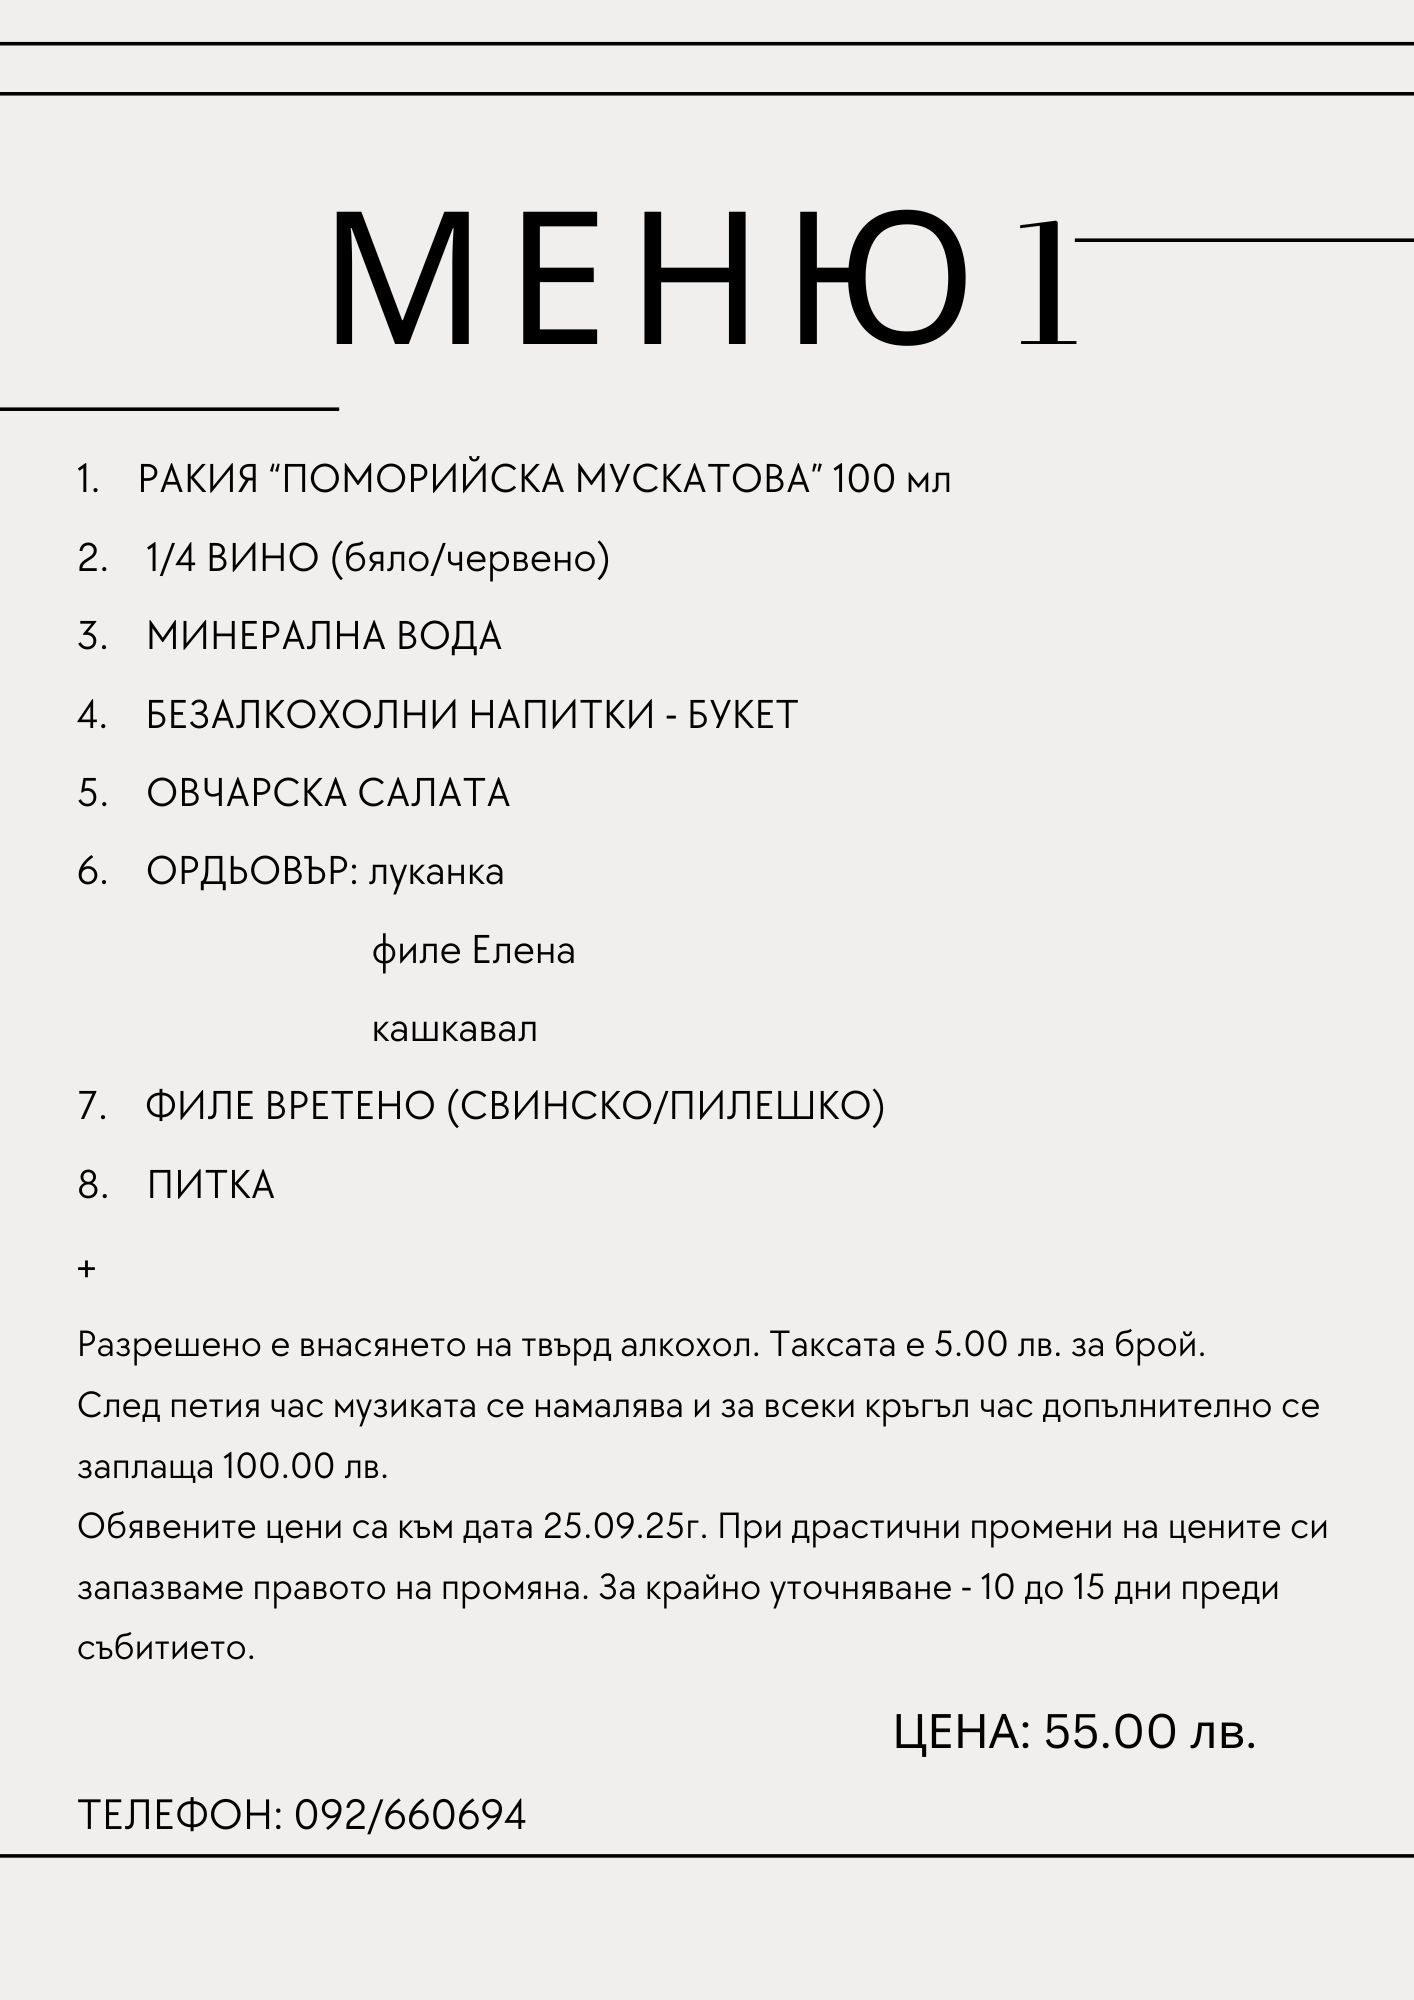 МЕНЮ 1
1. РАКИЯ “ПОМОРИЙСКА МУСКАТОВА” 100 мл
2. 1/4 ВИНО (бяло/червено)
3. МИНЕРАЛНА ВОДА
4. БЕЗАЛКОХОЛНИ НАПИТКИ - БУКЕТ
5. ОВЧАРСКА САЛАТА
6. ОРДЬОВЪР: луканка
филе Елена
кашкавал
7. ФИЛЕ ВРЕТЕНО (СВИНСКО/ПИЛЕШКО)
8. ПИТКА
+
Разрешено е внасянето на твърд алкохол. Таксата е 5.00 лв. за брой.
След петия час музиката се намалява и за всеки кръгъл час допълнително се
заплаща 100.00 лв.
Обявените цени са към дата 25.09.25г. При драстични промени на цените си
запазваме правото на промяна. За крайно уточняване - 10 до 15 дни преди
събитието.
ЦЕНА: 55.00 лв.
ТЕЛЕФОН: 092/660694